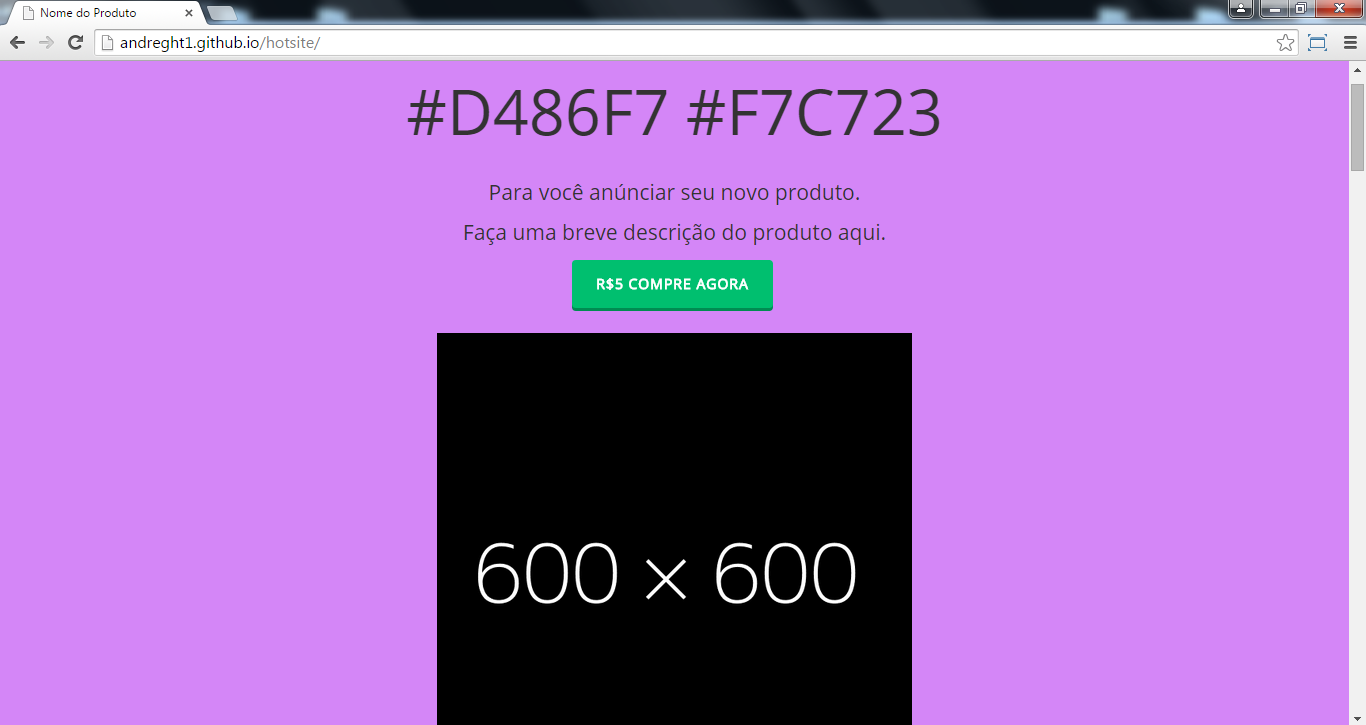 Nome do Produto
andreght1.github.io/hotsite/
#D486F7 #F7C723
Para você anúnciar seu novo produto.
Faça uma breve descrição do produto aqui.
R$5 COMPRE AGORA
600 × 600